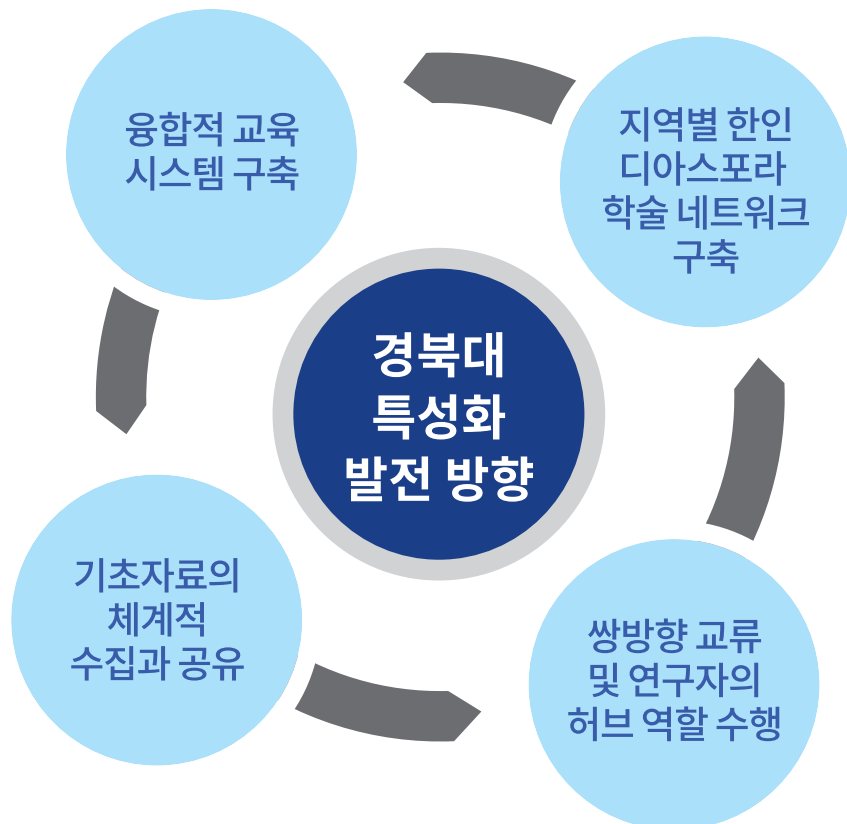 융합적 교육
시스템 구축
지역별 한인
디아스포라
학술 네트워크
구축
경북대
특성화
발전 방향
기초자료의
체계적
수집과 공유
쌍방향 교류
및 연구자의
허브 역할 수행